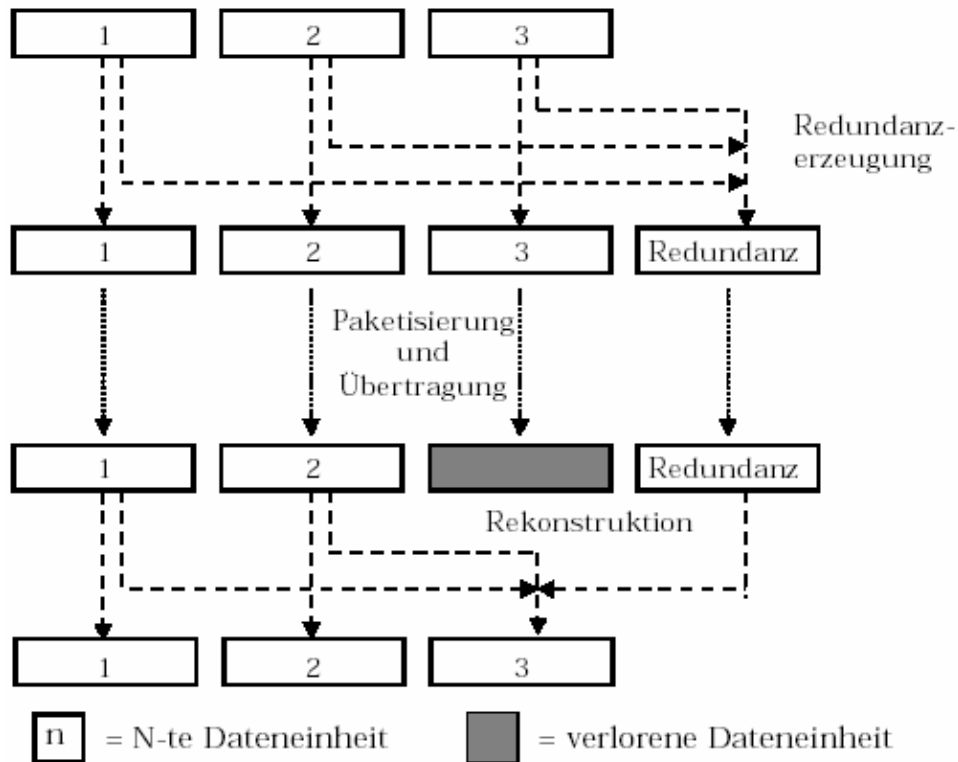 1 2 3
Redundanz-
erzeugung
1 2 3 Redundanz
Paketisierung
und
Übertragung
1 2 Redundanz
Rekonstruktion
1 2 3
n = N-te Dateneinheit = verlorene Dateneinheit